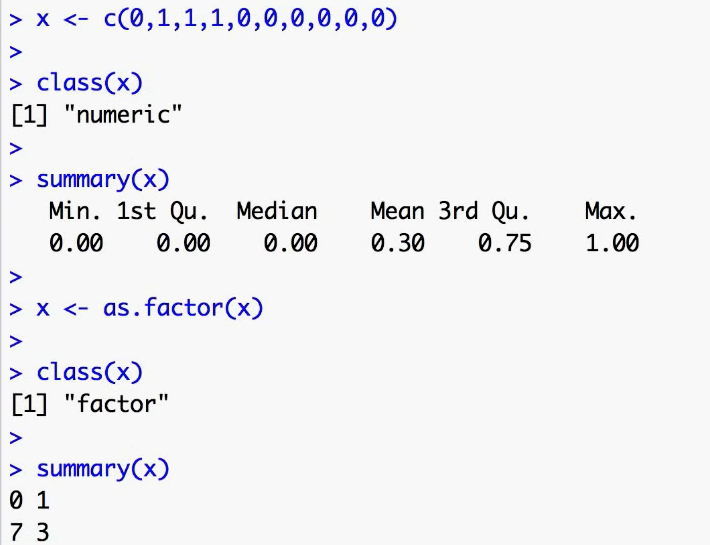 > x <- c(0,1,1,1,0,0,0,0,0,0)
>
> class(x)
[1] "numeric"
>
> summary(x)
   Min. 1st Qu.  Median    Mean 3rd Qu.    Max.
   0.00    0.00    0.00    0.30    0.75    1.00
>
> x <- as.factor(x)
>
> class(x)
[1] "factor"
>
> summary(x)
0 1
7 3